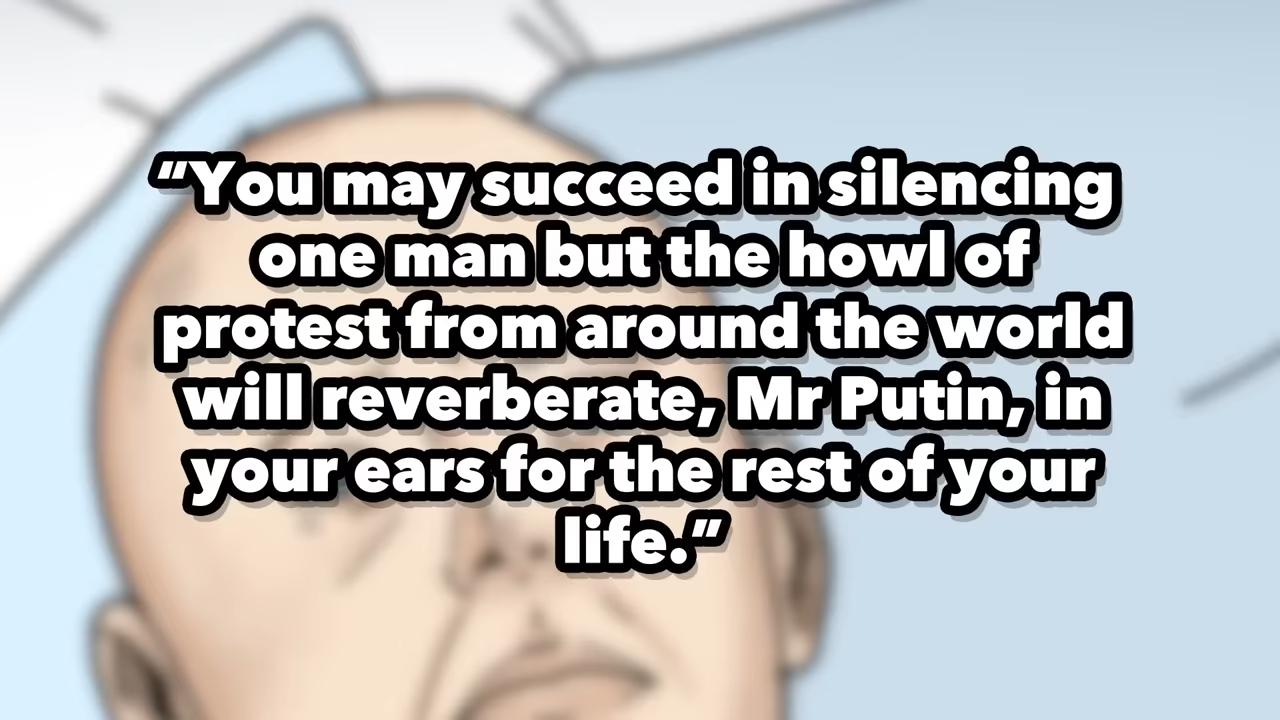 “You may succeed in silencing
one man but the howl of
protest from around the world
will reverberate, Mr Putin, in
your ears for the rest of your
life.”